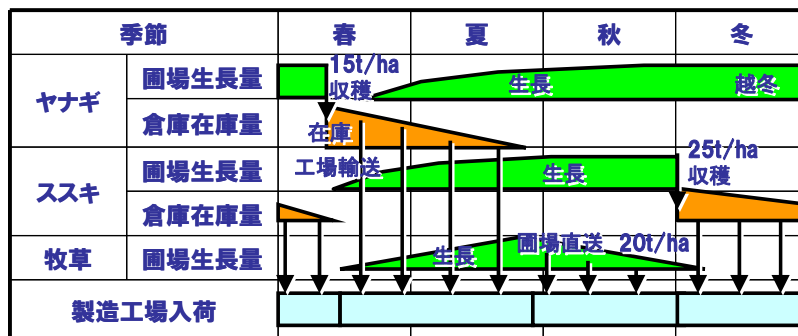 季節 春 夏 秋 冬
ヤナギ 圃場生長量 15t/ha 収穫 生長 越冬
倉庫在庫量 在庫
ススキ 圃場生長量 工場輸送 生長 25t/ha 収穫
倉庫在庫量
牧草 圃場生長量 生長 圃場直送 20t/ha
製造工場入荷